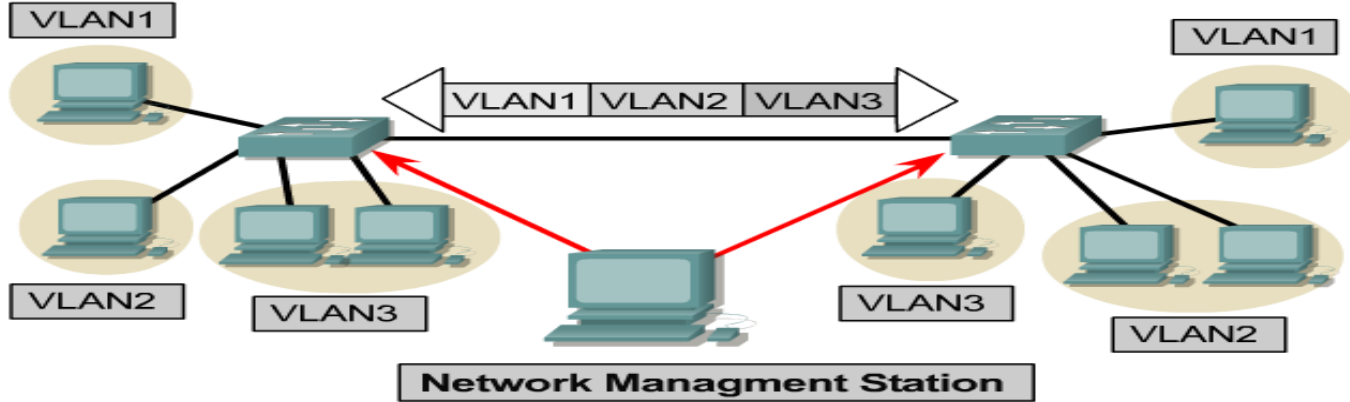 VLAN1
VLAN1
VLAN1 VLAN2 VLAN3
VLAN2
VLAN3
VLAN3
VLAN2
Network Managment Station